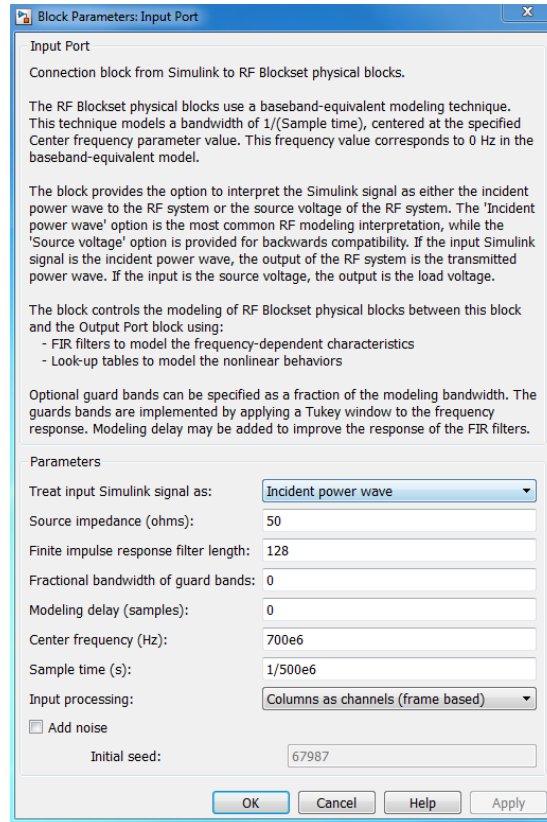 Block Parameters: Input Port
x
Input Port
Connection block from Simulink to RF Blockset physical blocks.
The RF Blockset physical blocks use a baseband-equivalent modeling technique.
This technique models a bandwidth of 1/(Sample time), centered at the specified
Center frequency parameter value. This frequency value corresponds to 0 Hz in the
baseband-equivalent model.
The block provides the option to interpret the Simulink signal as either the incident
power wave to the RF system or the source voltage of the RF system. The 'Incident
power wave' option is the most common RF modeling interpretation, while the
'Source voltage' option is provided for backwards compatibility. If the input Simulink
signal is the incident power wave, the output of the RF system is the transmitted
power wave. If the input is the source voltage, the output is the load voltage.
The block controls the modeling of RF Blockset physical blocks between this block
and the Output Port block using:
- FIR filters to model the frequency-dependent characteristics
- Look-up tables to model the nonlinear behaviors
Optional guard bands can be specified as a fraction of the modeling bandwidth. The
guards bands are implemented by applying a Tukey window to the frequency
response. Modeling delay may be added to improve the response of the FIR filters.
Parameters
Treat input Simulink signal as: Incident power wave
Source impedance (ohms): 50
Finite impulse response filter length: 128
Fractional bandwidth of guard bands: 0
Modeling delay (samples): 0
Center frequency (Hz): 700e6
Sample time (s): 1/500e6
Input processing: Columns as channels (frame based)
Add noise
Initial seed: 67987
OK Cancel Help Apply